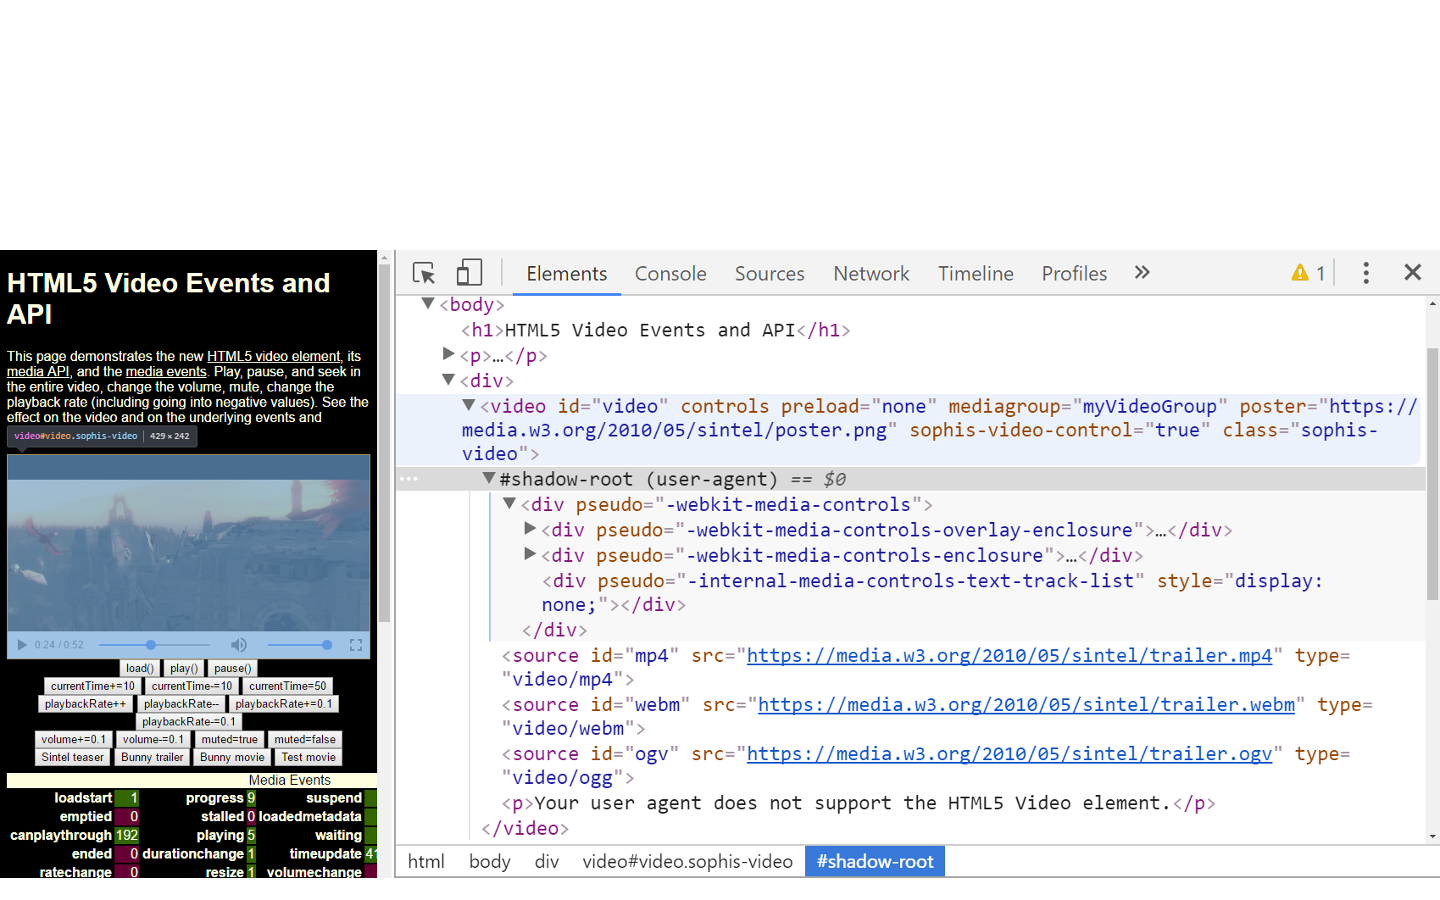 HTML5 Video Events and
API
This page demonstrates the new HTML5 video element, its
media API, and the media events. Play, pause, and seek in
the entire video, change the volume, mute, change the
playback rate (including going into negative values). See the
effect on the video and on the underlying events and
video#video.sophis-video | 429 × 242
0:24 / 0:52
load() play() pause()
currentTime+=10 currentTime-=10 currentTime=50
playbackRate++ playbackRate-- playbackRate+=0.1
playbackRate-=0.1
volume+=0.1 volume-=0.1 muted=true muted=false
Sintel teaser Bunny trailer Bunny movie Test movie
Media Events
loadstart 1 progress 9 suspend
emptied 0 stalled 0 loadedmetadata
canplaythrough 192 playing 5 waiting
ended 0 durationchange 1 timeupdate 41
ratechange 0 resize 1 volumechange
Elements Console Sources Network Timeline Profiles » 1
▼<body>
<h1>HTML5 Video Events and API</h1>
▶<p>…</p>
▼<div>
▼<video id="video" controls preload="none" mediagroup="myVideoGroup" poster="https://
media.w3.org/2010/05/sintel/poster.png" sophis-video-control="true" class="sophis-
video">
… ▼#shadow-root (user-agent) == $0
▼<div pseudo="-webkit-media-controls">
▶<div pseudo="-webkit-media-controls-overlay-enclosure">…</div>
▶<div pseudo="-webkit-media-controls-enclosure">…</div>
<div pseudo="-internal-media-controls-text-track-list" style="display:
none;"></div>
</div>
<source id="mp4" src="https://media.w3.org/2010/05/sintel/trailer.mp4" type=
"video/mp4">
<source id="webm" src="https://media.w3.org/2010/05/sintel/trailer.webm" type=
"video/webm">
<source id="ogv" src="https://media.w3.org/2010/05/sintel/trailer.ogv" type=
"video/ogg">
<p>Your user agent does not support the HTML5 Video element.</p>
</video>
html body div video#video.sophis-video #shadow-root